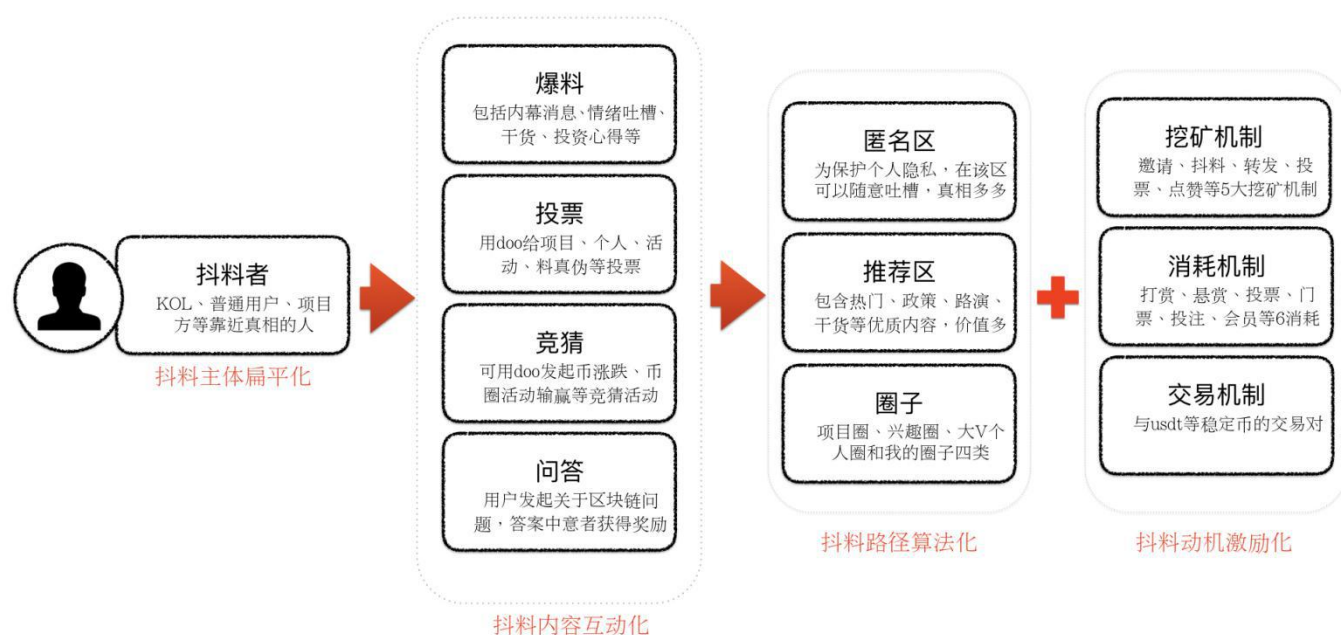 抖料者
KOL、普通用户、项目
方等靠近真相的人
抖料主体扁平化
爆料
包括内幕消息、情绪吐槽、
干货、投资心得等
投票
用doo给项目、个人、活
动、料真伪等投票
竞猜
可用doo发起币涨跌、币
圈活动输赢等竞猜活动
问答
用户发起关于区块链问
题，答案中意者获得奖励
抖料内容互动化
匿名区
为保护个人隐私，在该区
可以随意吐槽，真相多多
推荐区
包含热门、政策、路演、
干货等优质内容，价值多
圈子
项目圈、兴趣圈、大V个
人圈和我的圈子四类
抖料路径算法化
挖矿机制
邀请、抖料、转发、投
票、点赞等5大挖矿机制
消耗机制
打赏、悬赏、投票、门
票、投注、会员等6消耗
交易机制
与usdt等稳定币的交易对
抖料动机激励化